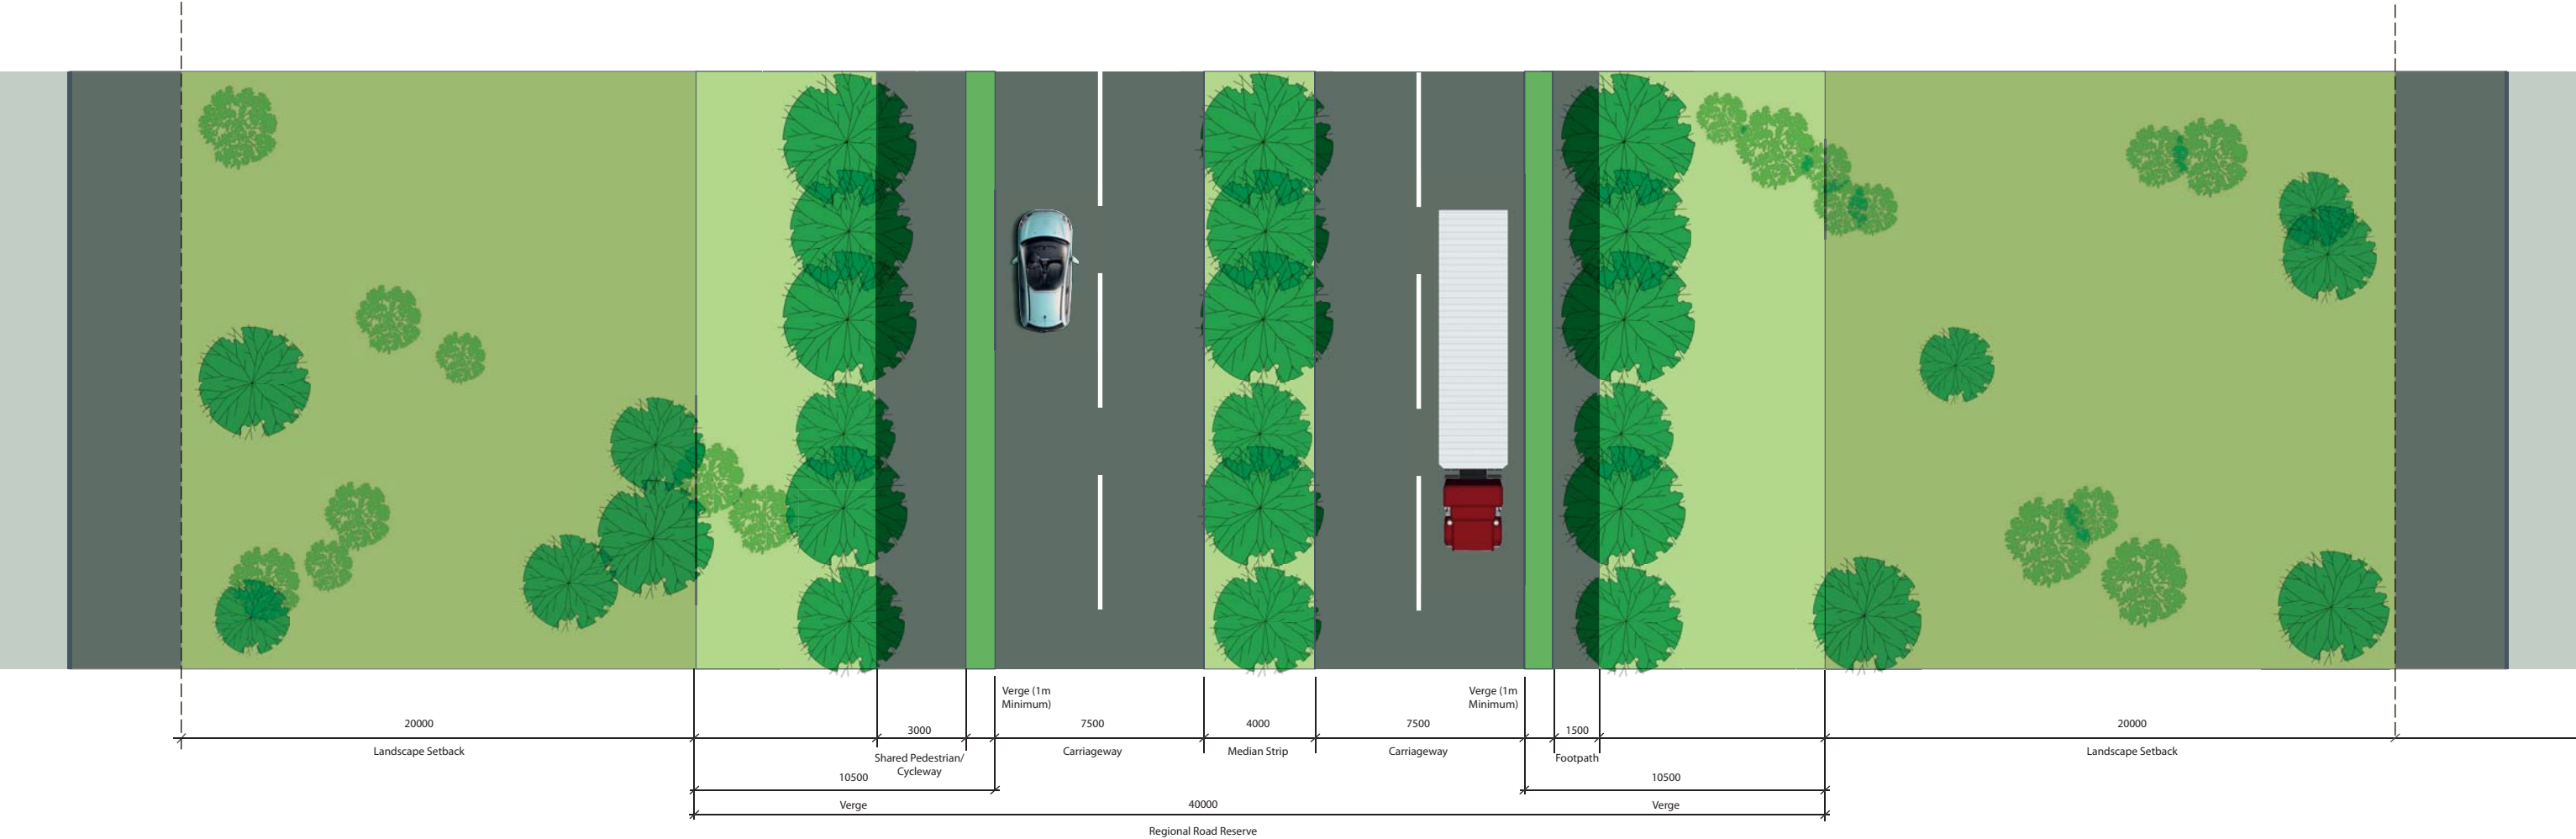 Verge (1m
Minimum)
Verge (1m
Minimum)
20000
3000
7500
4000
7500
1500
20000
Landscape Setback
Shared Pedestrian/
Cycleway
Carriageway
Median Strip
Carriageway
Footpath
Landscape Setback
10500
10500
Verge
40000
Verge
Regional Road Reserve